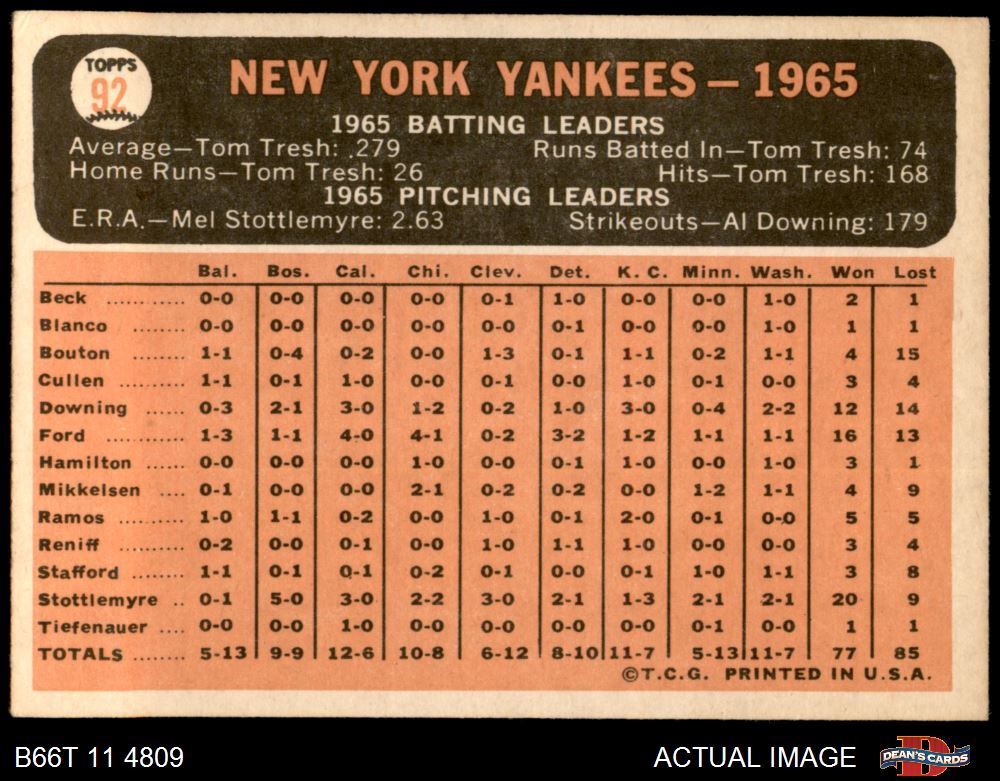 TOPPS
92
NEW YORK YANKEES — 1965
1965 BATTING LEADERS
Average—Tom Tresh: .279 Runs Batted In—Tom Tresh: 74
Home Runs—Tom Tresh: 26 Hits—Tom Tresh: 168
1965 PITCHING LEADERS
E.R.A.—Mel Stottlemyre: 2.63 Strikeouts—Al Downing: 179
Bal. Bos. Cal. Chi. Clev. Det. K. C. Minn. Wash. Won Lost
Beck ........... 0-0 0-0 0-0 0-0 0-1 1-0 0-0 0-0 1-0 2 1
Blanco ........ 0-0 0-0 0-0 0-0 0-0 0-1 0-0 0-0 1-0 1 1
Bouton ........ 1-1 0-4 0-2 0-0 1-3 0-1 1-1 0-2 1-1 4 15
Cullen .......... 1-1 0-1 1-0 0-0 0-1 0-0 1-0 0-1 0-0 3 4
Downing ...... 0-3 2-1 3-0 1-2 0-2 1-0 3-0 0-4 2-2 12 14
Ford ............ 1-3 1-1 4-0 4-1 0-2 3-2 1-2 1-1 1-1 16 13
Hamilton ...... 0-0 0-0 0-0 1-0 0-0 0-1 1-0 0-0 1-0 3 1
Mikkelsen .... 0-1 0-0 0-0 2-1 0-2 0-2 0-0 1-2 1-1 4 9
Ramos .......... 1-0 1-1 0-2 0-0 1-0 0-1 2-0 0-1 0-0 5 5
Reniff .......... 0-2 0-0 0-1 0-0 1-0 1-1 1-0 0-0 0-0 3 4
Stafford ........ 1-1 0-1 0-1 0-2 0-1 0-0 0-1 1-0 1-1 3 8
Stottlemyre .. 0-1 5-0 3-0 2-2 3-0 2-1 1-3 2-1 2-1 20 9
Tiefenauer .... 0-0 0-0 1-0 0-0 0-0 0-0 0-0 0-1 0-0 1 1
TOTALS ........ 5-13 9-9 12-6 10-8 6-12 8-10 11-7 5-13 11-7 77 85
©T.C.G. PRINTED IN U.S.A.
B66T 11 4809 ACTUAL IMAGE DEAN'S CARDS